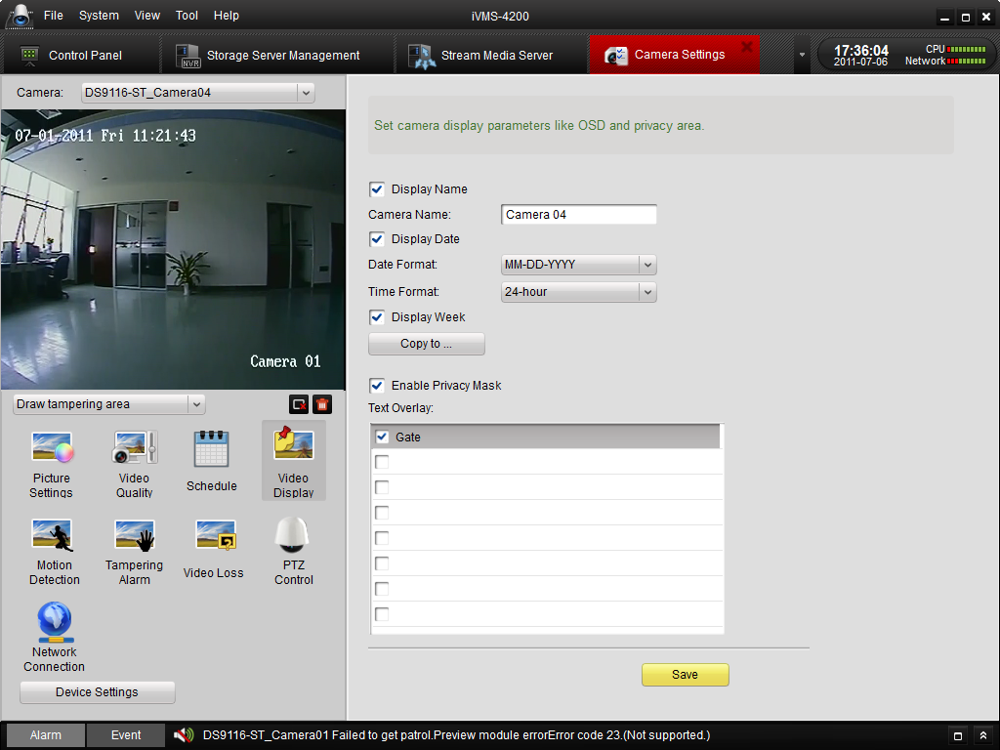 File System View Tool Help
iVMS-4200
Control Panel
NVR
Storage Server Management
Stream Media Server
Camera Settings
17:36:04
2011-07-06
CPU
Network
Camera: DS9116-ST_Camera04
07-01-2011 Fri 11:21:43
Camera 01
Draw tampering area
Picture
Settings
Video
Quality
Schedule
Video
Display
Motion
Detection
Tampering
Alarm
Video Loss
PTZ
Control
Network
Connection
Device Settings
Set camera display parameters like OSD and privacy area.
Display Name
Camera Name: Camera 04
Display Date
Date Format: MM-DD-YYYY
Time Format: 24-hour
Display Week
Copy to ...
Enable Privacy Mask
Text Overlay:
Gate
Save
Alarm
Event
DS9116-ST_Camera01 Failed to get patrol.Preview module errorError code 23.(Not supported.)